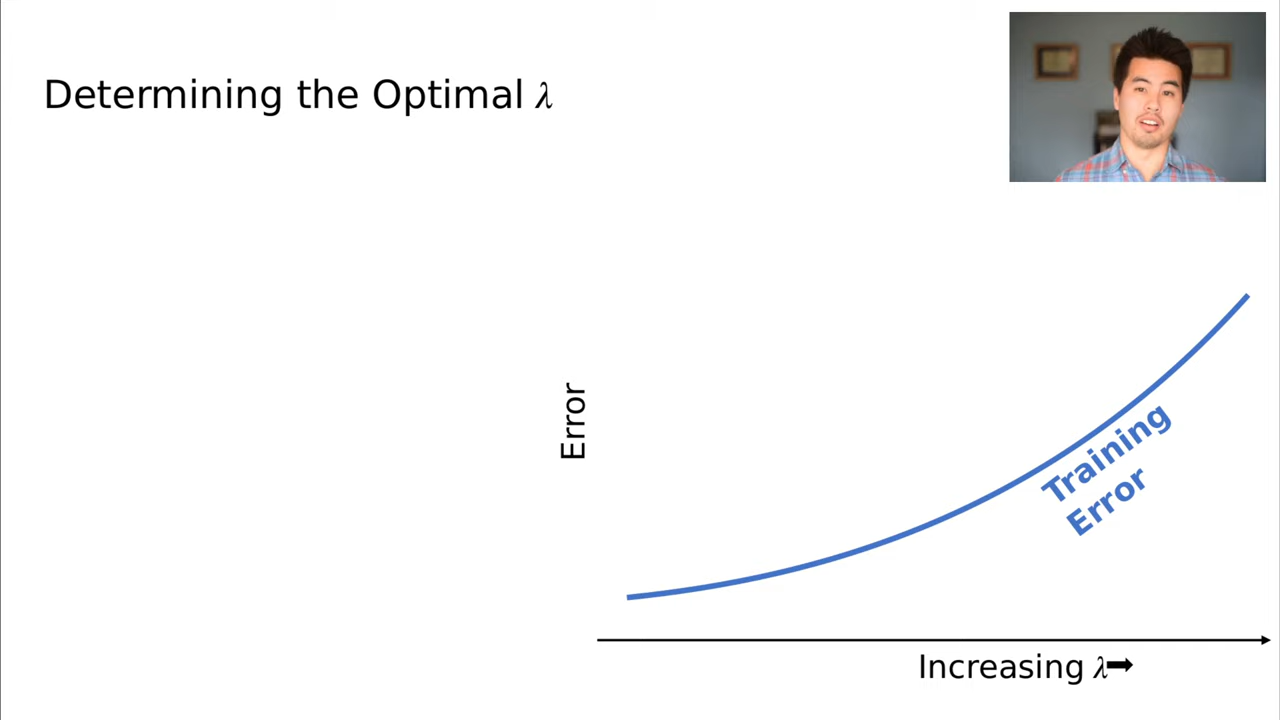 Determining the Optimal 𝜆
Error
Training
Error
Increasing 𝜆➡